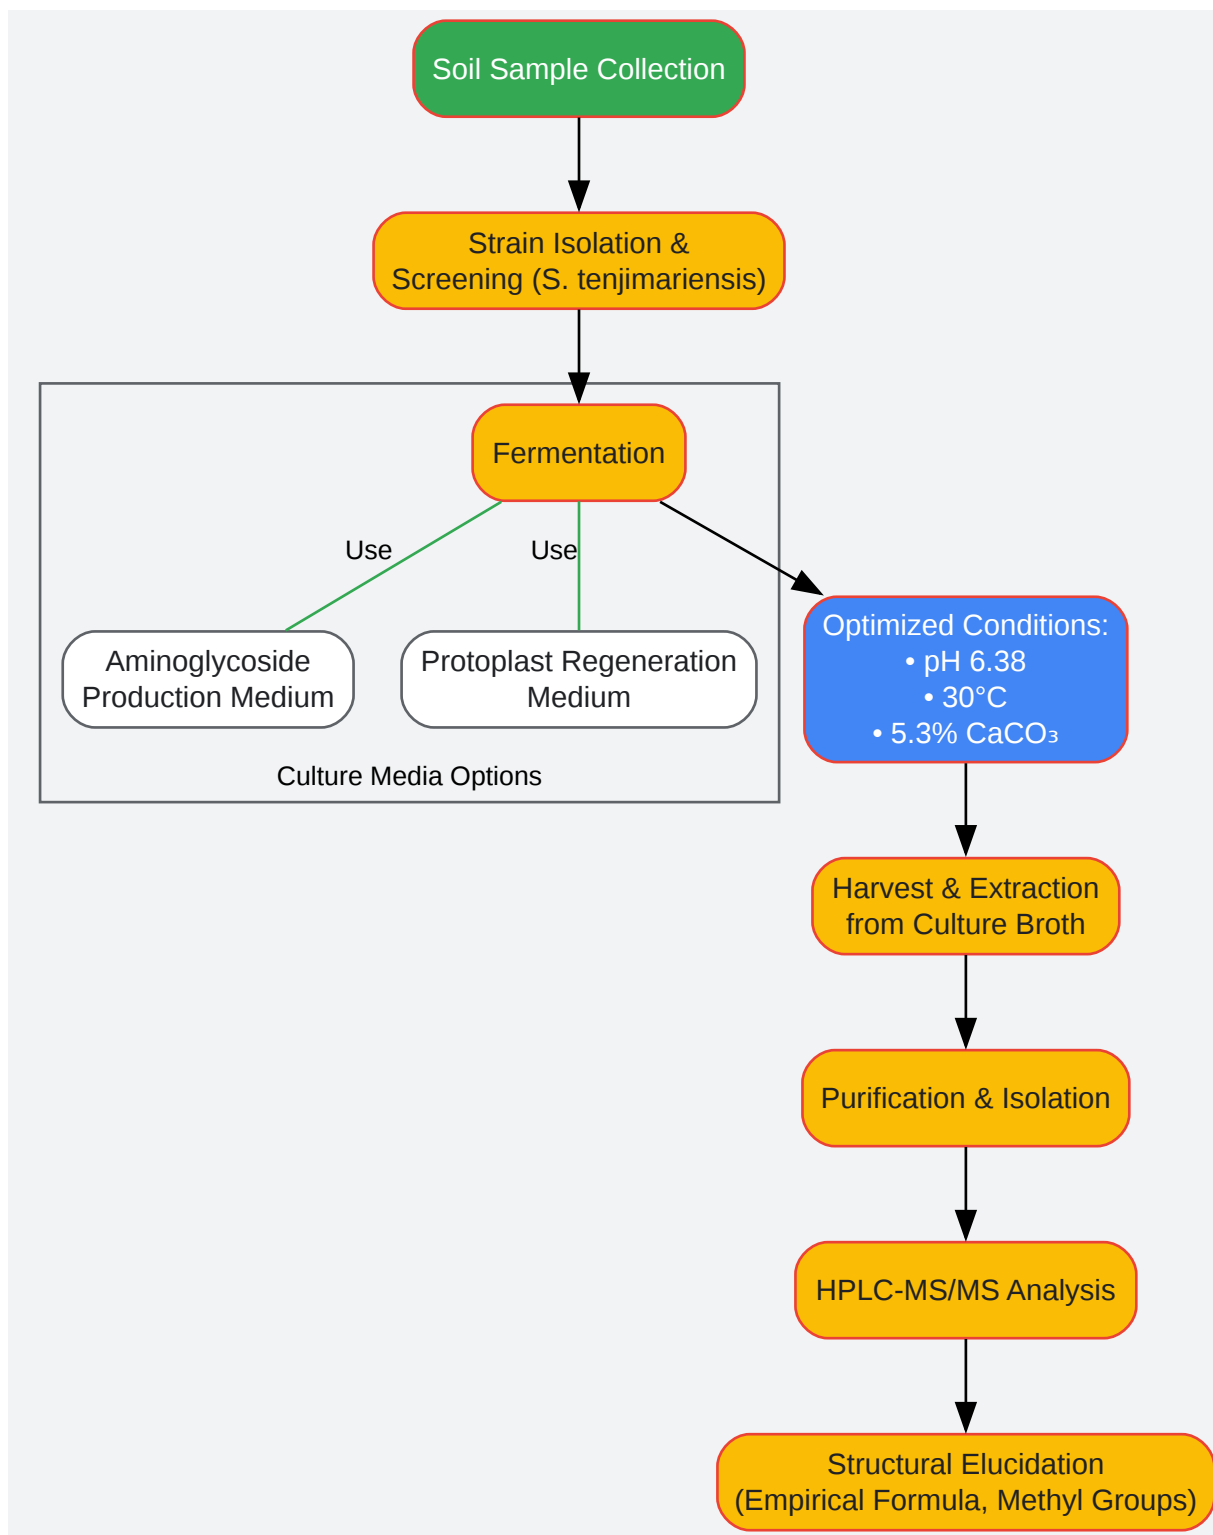 Soil Sample Collection
Strain Isolation &
Screening (S. tenjimariensis)
Fermentation
Use
Use
Aminoglycoside
Production Medium
Protoplast Regeneration
Medium
Culture Media Options
Optimized Conditions:
• pH 6.38
• 30°C
• 5.3% CaCO₃
Harvest & Extraction
from Culture Broth
Purification & Isolation
HPLC-MS/MS Analysis
Structural Elucidation
(Empirical Formula, Methyl Groups)